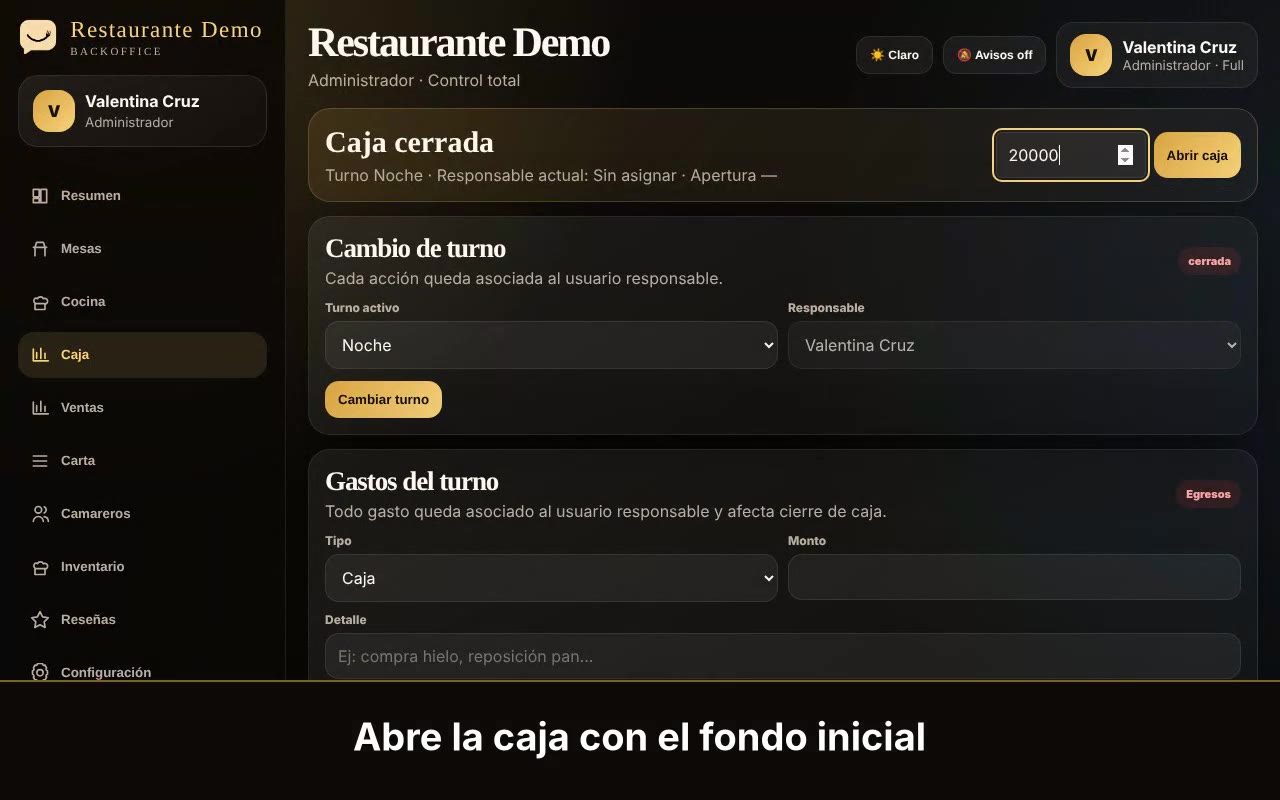 Restaurante Demo
BACKOFFICE
V
Valentina Cruz
Administrador
Resumen
Mesas
Cocina
Caja
Ventas
Carta
Camareros
Inventario
Reseñas
Configuración
Restaurante Demo
Administrador · Control total
Claro
Avisos off
V
Valentina Cruz
Administrador · Full
Caja cerrada
Turno Noche · Responsable actual: Sin asignar · Apertura —
20000
Abrir caja
Cambio de turno
Cada acción queda asociada al usuario responsable.
cerrada
Turno activo
Responsable
Noche
Valentina Cruz
Cambiar turno
Gastos del turno
Todo gasto queda asociado al usuario responsable y afecta cierre de caja.
Egresos
Tipo
Monto
Caja
Detalle
Ej: compra hielo, reposición pan...
Abre la caja con el fondo inicial